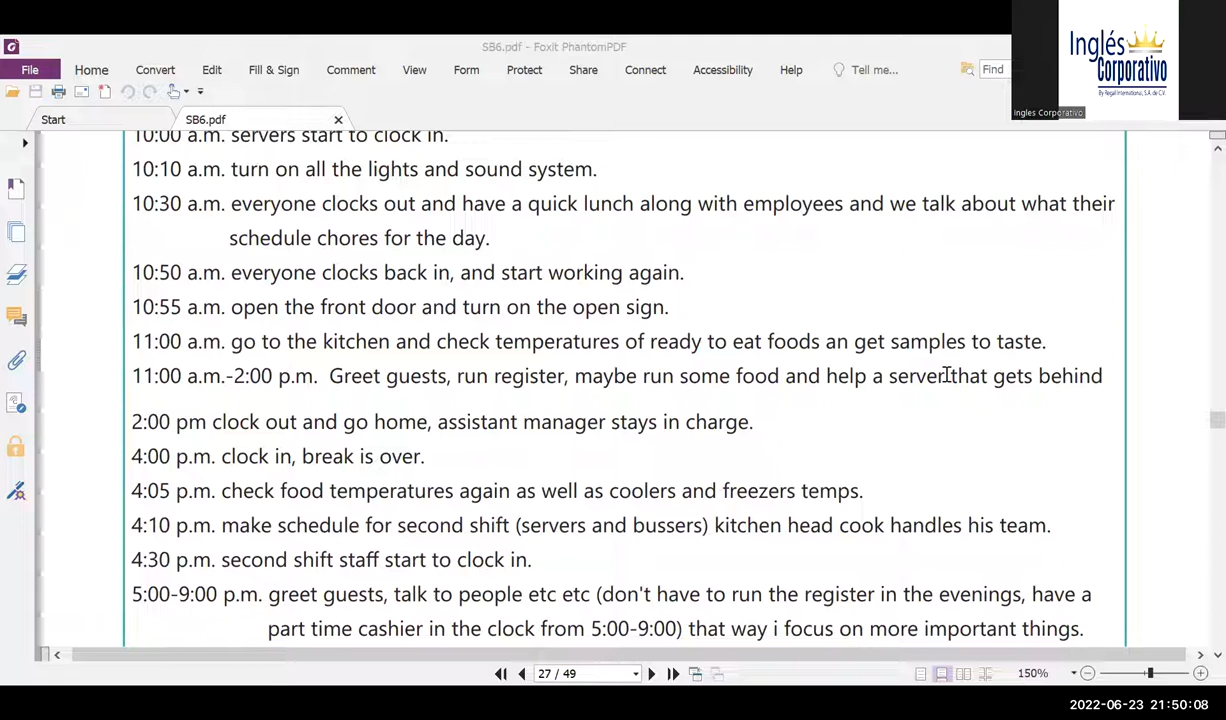 SB6.pdf - Foxit PhantomPDF
File Home Convert Edit Fill & Sign Comment View Form Protect Share Connect Accessibility Help Tell me... Find
Inglés
Corporativo
By Regall International, S.A. de C.V.
Ingles Corporativo
Start SB6.pdf
10:00 a.m. servers start to clock in.
10:10 a.m. turn on all the lights and sound system.
10:30 a.m. everyone clocks out and have a quick lunch along with employees and we talk about what their
schedule chores for the day.
10:50 a.m. everyone clocks back in, and start working again.
10:55 a.m. open the front door and turn on the open sign.
11:00 a.m. go to the kitchen and check temperatures of ready to eat foods an get samples to taste.
11:00 a.m.-2:00 p.m. Greet guests, run register, maybe run some food and help a server that gets behind
2:00 pm clock out and go home, assistant manager stays in charge.
4:00 p.m. clock in, break is over.
4:05 p.m. check food temperatures again as well as coolers and freezers temps.
4:10 p.m. make schedule for second shift (servers and bussers) kitchen head cook handles his team.
4:30 p.m. second shift staff start to clock in.
5:00-9:00 p.m. greet guests, talk to people etc etc (don't have to run the register in the evenings, have a
part time cashier in the clock from 5:00-9:00) that way i focus on more important things.
27 / 49 150%
2022-06-23 21:50:08